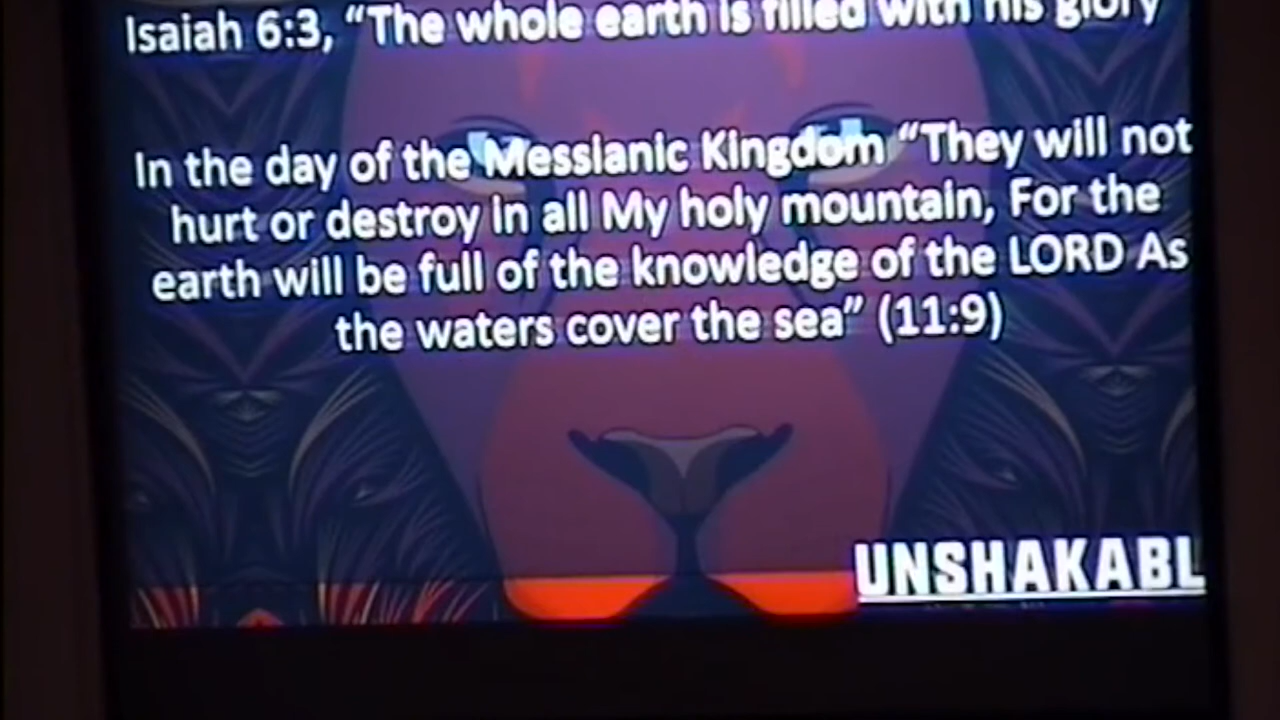 Isaiah 6:3, “The whole earth is filled with his glory
In the day of the Messianic Kingdom “They will not
hurt or destroy in all My holy mountain, For the
earth will be full of the knowledge of the LORD As
the waters cover the sea” (11:9)
UNSHAKABL